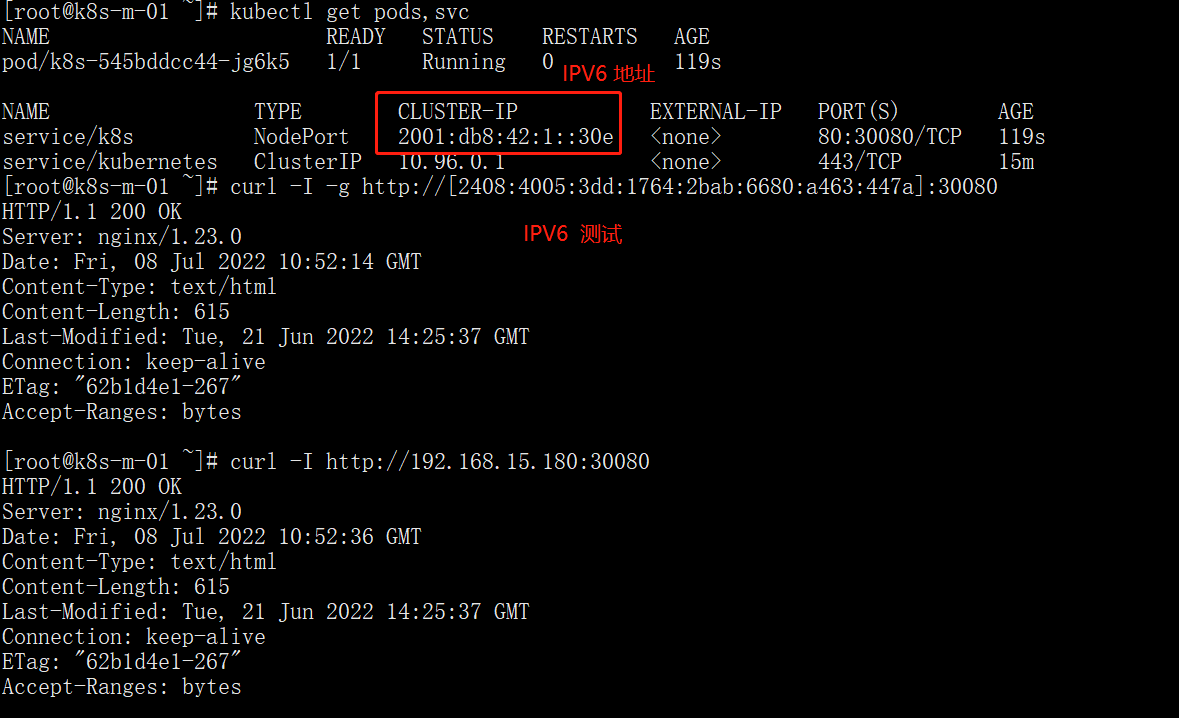 [root@k8s-m-01 ~]# kubectl get pods,svc
NAME READY STATUS RESTARTS AGE
pod/k8s-545bddcc44-jg6k5 1/1 Running 0 119s
IPV6 地址
NAME TYPE CLUSTER-IP EXTERNAL-IP PORT(S) AGE
service/k8s NodePort 2001:db8:42:1::30e <none> 80:30080/TCP 119s
service/kubernetes ClusterIP 10.96.0.1 <none> 443/TCP 15m
[root@k8s-m-01 ~]# curl -I -g http://[2408:4005:3dd:1764:2bab:6680:a463:447a]:30080
HTTP/1.1 200 OK
Server: nginx/1.23.0
IPV6 测试
Date: Fri, 08 Jul 2022 10:52:14 GMT
Content-Type: text/html
Content-Length: 615
Last-Modified: Tue, 21 Jun 2022 14:25:37 GMT
Connection: keep-alive
ETag: "62b1d4e1-267"
Accept-Ranges: bytes
[root@k8s-m-01 ~]# curl -I http://192.168.15.180:30080
HTTP/1.1 200 OK
Server: nginx/1.23.0
Date: Fri, 08 Jul 2022 10:52:36 GMT
Content-Type: text/html
Content-Length: 615
Last-Modified: Tue, 21 Jun 2022 14:25:37 GMT
Connection: keep-alive
ETag: "62b1d4e1-267"
Accept-Ranges: bytes